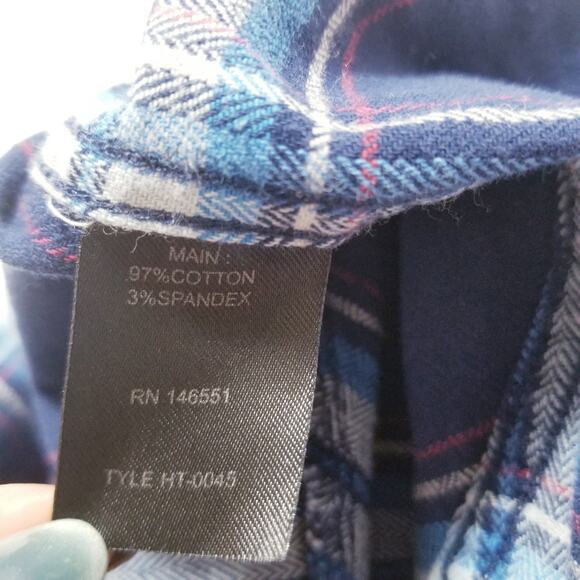 MAIN :
97%COTTON
3%SPANDEX
RN 146551
TYLE HT-0045